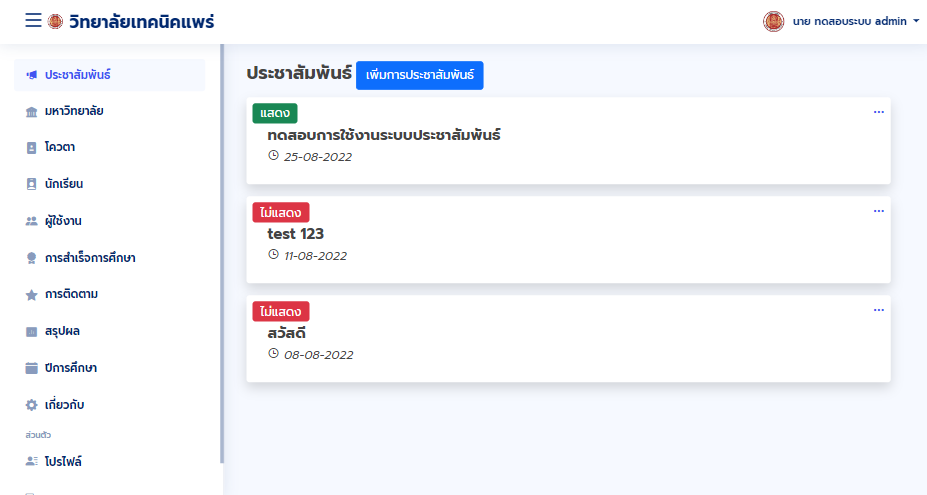 วิทยาลัยเทคนิคแพร่
นาย ทดสอบระบบ admin
ประชาสัมพันธ์
มหาวิทยาลัย
โควตา
นักเรียน
ผู้ใช้งาน
การสำเร็จการศึกษา
การติดตาม
สรุปผล
ปีการศึกษา
เกี่ยวกับ
ส่วนตัว
โปรไฟล์
ประชาสัมพันธ์ เพิ่มการประชาสัมพันธ์
แสดง
ทดสอบการใช้งานระบบประชาสัมพันธ์
25-08-2022
ไม่แสดง
test 123
11-08-2022
ไม่แสดง
สวัสดี
08-08-2022